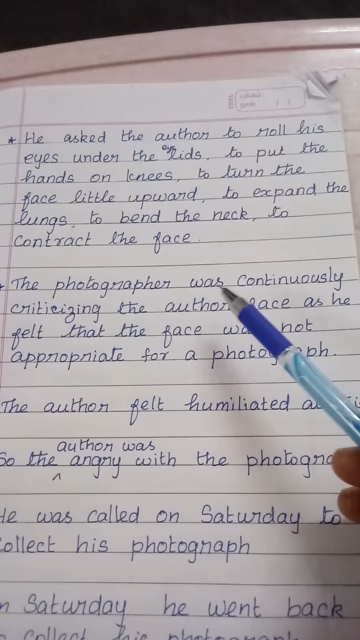 * He asked the author to roll his
eyes under the eye lids, to put the
hands on knees, to turn the
face little upward, to expand the
lungs, to bend the neck, to
contract the face.
* The photographer was continuously
criticizing the author face as he
felt that the face was not
appropriate for a photograph.
The author felt humiliated
So the ^ author was angry with the
He was called on Saturday to
collect his photograph
Saturday he went back
collect his photograph